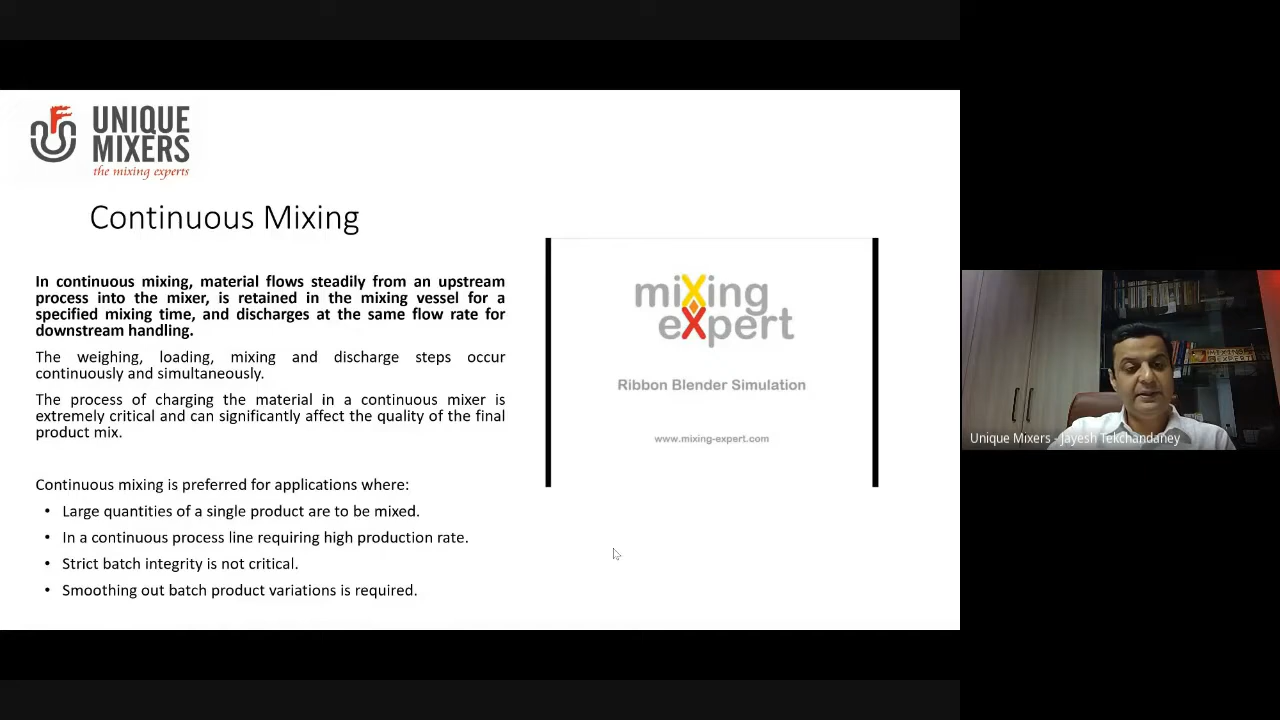 UNIQUE
MIXERS
the mixing experts
Continuous Mixing
In continuous mixing, material flows steadily from an upstream
process into the mixer, is retained in the mixing vessel for a
specified mixing time, and discharges at the same flow rate for
downstream handling.
The weighing, loading, mixing and discharge steps occur
continuously and simultaneously.
The process of charging the material in a continuous mixer is
extremely critical and can significantly affect the quality of the final
product mix.
Continuous mixing is preferred for applications where:
• Large quantities of a single product are to be mixed.
• In a continuous process line requiring high production rate.
• Strict batch integrity is not critical.
• Smoothing out batch product variations is required.
miXing
eXpert
Ribbon Blender Simulation
www.mixing-expert.com
Unique Mixers - Jayesh Tekchandaney